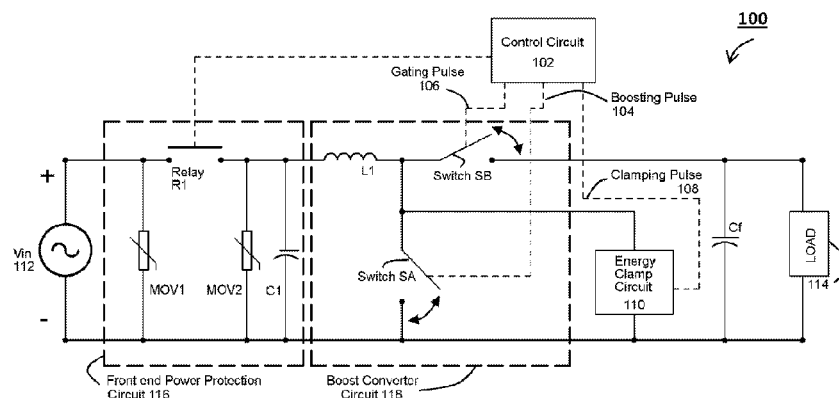 100
Control Circuit
102
Gating Pulse
106
Boosting Pulse
104
+
Relay
R1
L1
Switch SB
Clamping Pulse
108
Vin
112
MOV1
MOV2
C1
Switch SA
Energy
Clamp
Circuit
110
Cf
LOAD
114
-
Front end Power Protection
Circuit 116
Boost Convertor
Circuit 118